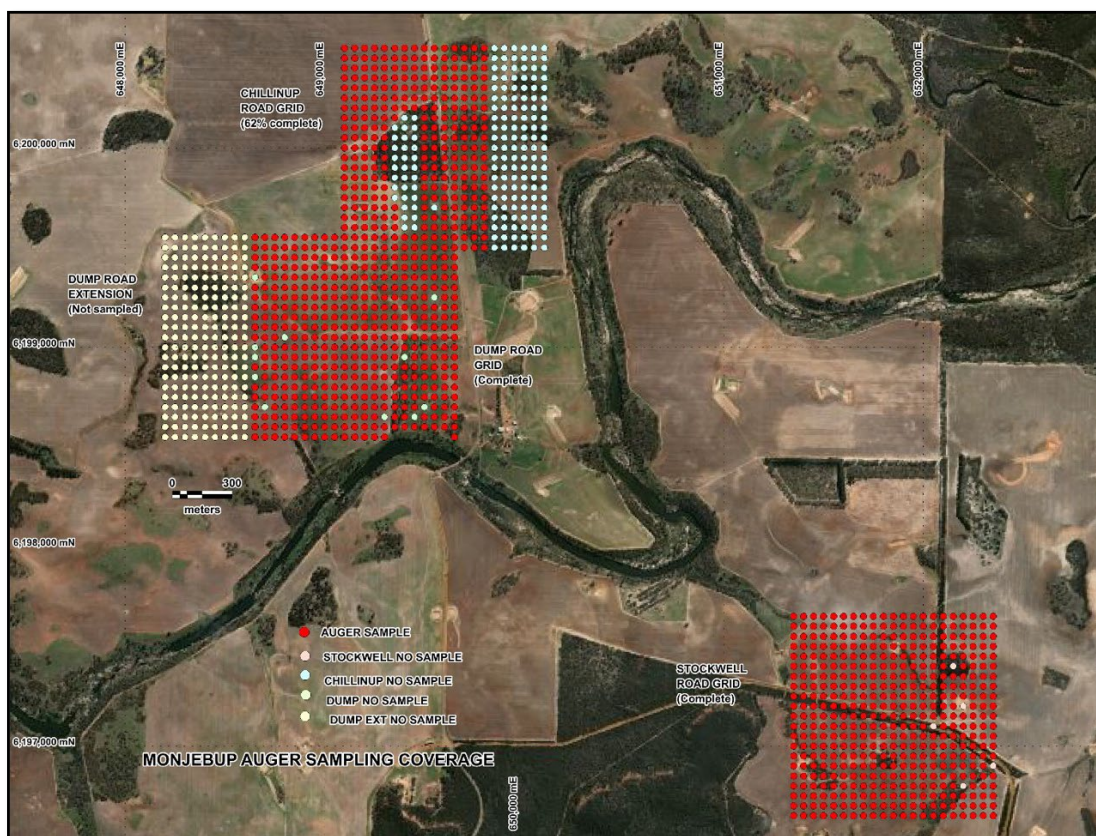 648,000 mE
649,000 mE
651,000 mE
652,000 mE
CHILLINUP
ROAD GRID
(62% complete)
6,200,000 mN
DUMP ROAD
EXTENSION
(Not sampled)
6,199,000 mN
DUMP ROAD
GRID
(Complete)
0 300
meters
6,198,000 mN
AUGER SAMPLE
STOCKWELL NO SAMPLE
CHILLINUP NO SAMPLE
DUMP NO SAMPLE
DUMP EXT NO SAMPLE
STOCKWELL
ROAD GRID
(Complete)
6,197,000 mN
MONJEBUP AUGER SAMPLING COVERAGE
650,000 mE